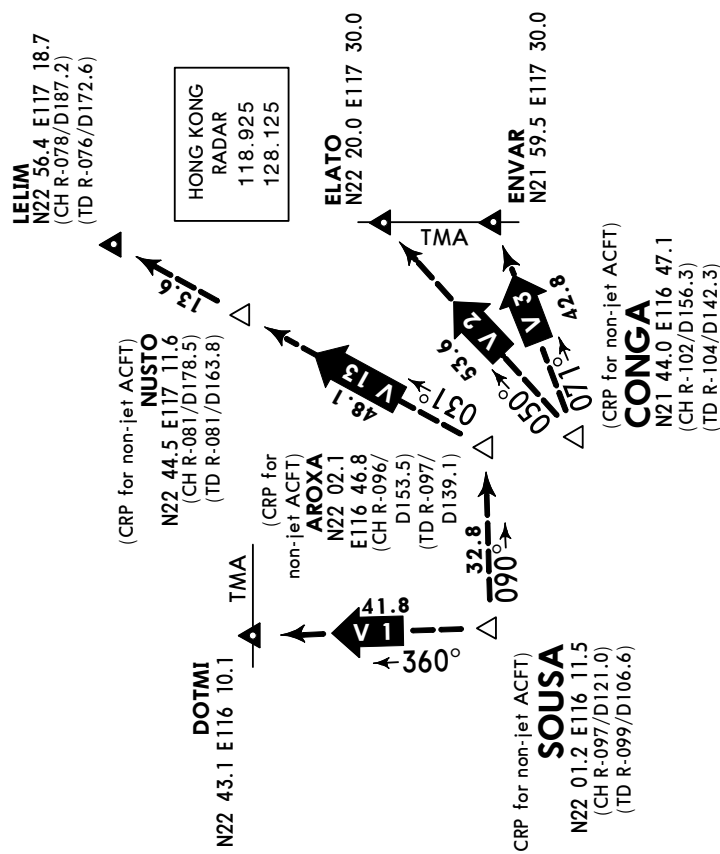 LELIM
N22 56.4 E117 18.7
(CH R-078/D187.2)
(TD R-076/D172.6)
HONG KONG
RADAR
118.925
128.125
ELATO
N22 20.0 E117 30.0
ENVAR
N21 59.5 E117 30.0
TMA
13.6
(CRP for non-jet ACFT)
NUSTO
N22 44.5 E117 11.6
(CH R-081/D178.5)
(TD R-081/D163.8)
V 13
48.1
031°
V 2
53.6
050°
V 3
42.8
071°
(CRP for non-jet ACFT)
CONGA
N21 44.0 E116 47.1
(CH R-102/D156.3)
(TD R-104/D142.3)
(CRP for
non-jet ACFT)
AROXA
N22 02.1
E116 46.8
(CH R-096/
D153.5)
(TD R-097/
D139.1)
32.8
090°
DOTMI
N22 43.1 E116 10.1
TMA
V 1
41.8
360°
CRP for non-jet ACFT)
SOUSA
N22 01.2 E116 11.5
(CH R-097/D121.0)
(TD R-099/D106.6)